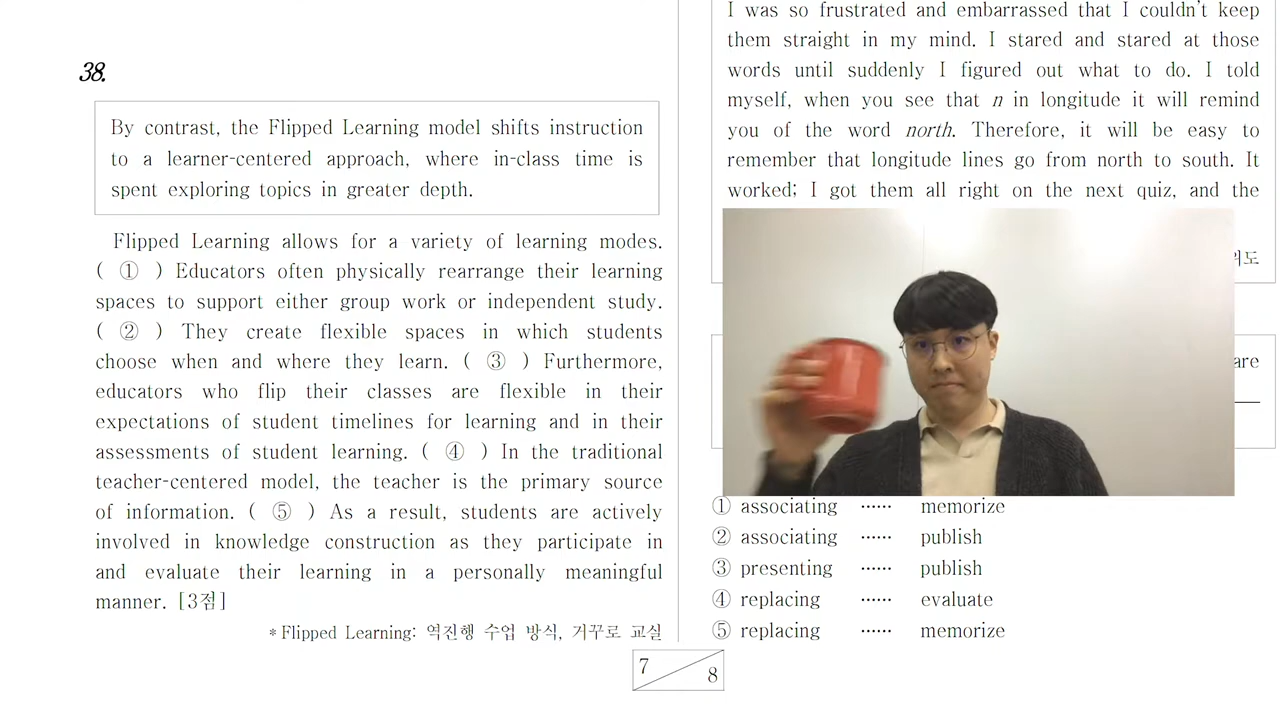 38.
By contrast, the Flipped Learning model shifts instruction
to a learner-centered approach, where in-class time is
spent exploring topics in greater depth.
Flipped Learning allows for a variety of learning modes.
( ① ) Educators often physically rearrange their learning
spaces to support either group work or independent study.
( ② ) They create flexible spaces in which students
choose when and where they learn. ( ③ ) Furthermore,
educators who flip their classes are flexible in their
expectations of student timelines for learning and in their
assessments of student learning. ( ④ ) In the traditional
teacher-centered model, the teacher is the primary source
of information. ( ⑤ ) As a result, students are actively
involved in knowledge construction as they participate in
and evaluate their learning in a personally meaningful
manner. [3점]
* Flipped Learning: 역진행 수업 방식, 거꾸로 교실
I was so frustrated and embarrassed that I couldn't keep
them straight in my mind. I stared and stared at those
words until suddenly I figured out what to do. I told
myself, when you see that n in longitude it will remind
you of the word north. Therefore, it will be easy to
remember that longitude lines go from north to south. It
worked; I got them all right on the next quiz, and the
도
are
① associating ······ memorize
② associating ······ publish
③ presenting ······ publish
④ replacing ······ evaluate
⑤ replacing ······ memorize
7
8